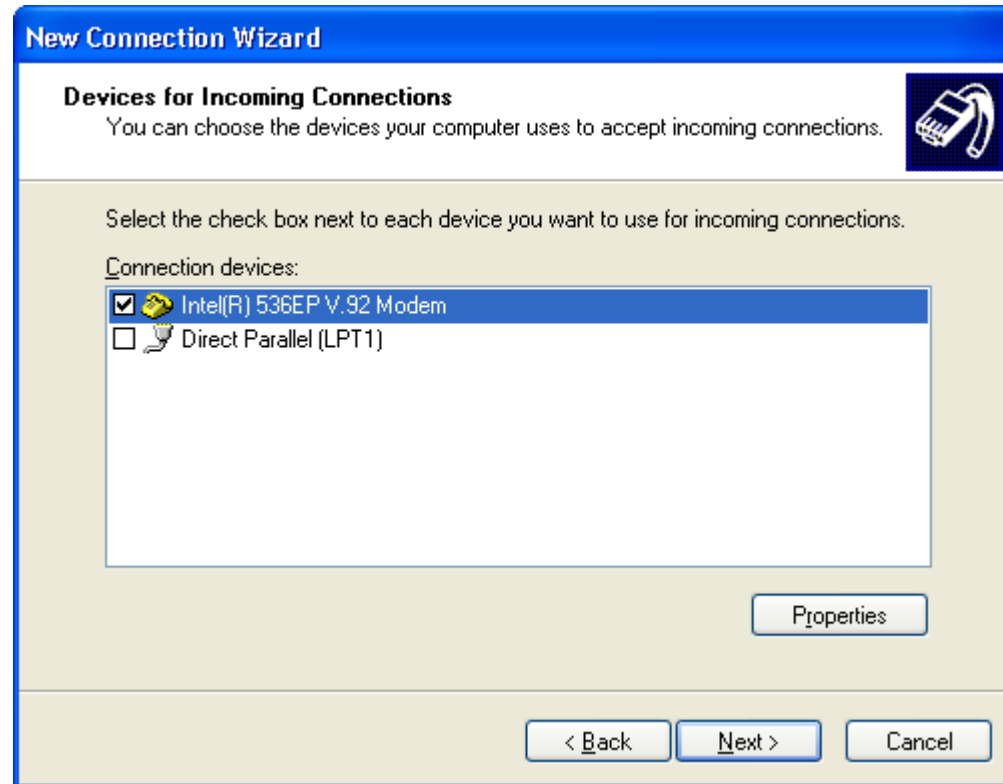 New Connection Wizard
Devices for Incoming Connections
You can choose the devices your computer uses to accept incoming connections.
Select the check box next to each device you want to use for incoming connections.
Connection devices:
Intel(R) 536EP V.92 Modem
Direct Parallel (LPT1)
Properties
< Back Next > Cancel